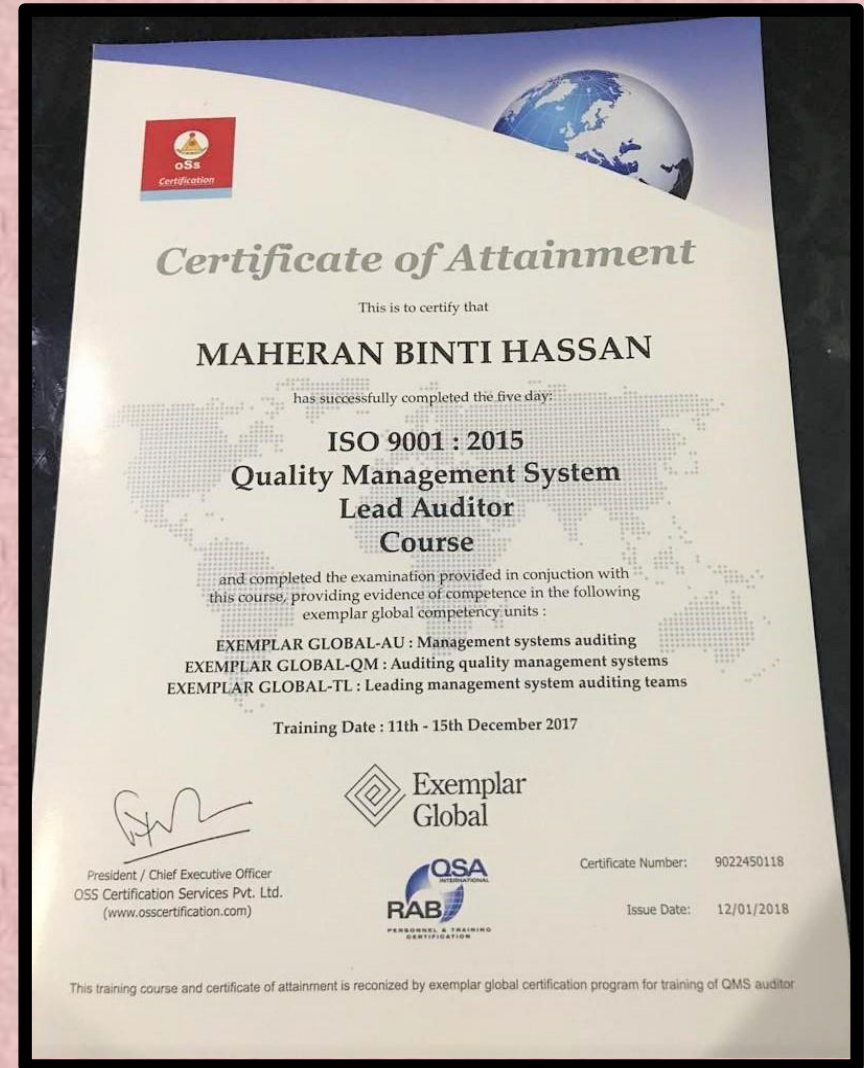 oSs
Certification
Certificate of Attainment
This is to certify that
MAHERAN BINTI HASSAN
has successfully completed the five day:
ISO 9001 : 2015
Quality Management System
Lead Auditor
Course
and completed the examination provided in conjuction with
this course, providing evidence of competence in the following
exemplar global competency units :
EXEMPLAR GLOBAL-AU : Management systems auditing
EXEMPLAR GLOBAL-QM : Auditing quality management systems
EXEMPLAR GLOBAL-TL : Leading management system auditing teams
Training Date : 11th - 15th December 2017
Exemplar
Global
President / Chief Executive Officer
OSS Certification Services Pvt. Ltd.
(www.osscertification.com)
QSA
INTERNATIONAL
RAB
PERSONNEL & TRAINING
CERTIFICATION
Certificate Number: 9022450118
Issue Date: 12/01/2018
This training course and certificate of attainment is reconized by exemplar global certification program for training of QMS auditor